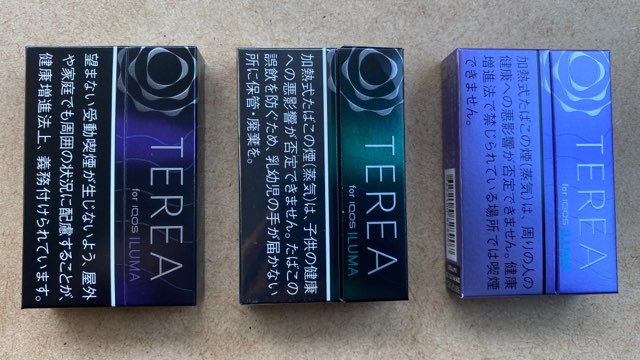 望まない受動喫煙が生じないよう、屋外
や家庭でも周囲の状況に配慮することが
健康増進法上、義務付けられています。
TEREA
for IQOS ILUMA
加熱式たばこの煙(蒸気)は、子供の健康
への悪影響が否定できません。たばこの
誤飲を防ぐため、乳幼児の手が届かない
所に保管・廃棄を。
TEREA
for IQOS ILUMA
加熱式たばこの煙(蒸気)は、周りの人の
健康への悪影響が否定できません。健康
増進法で禁じられている場所では喫煙
できません。
TEREA
for IQOS ILUMA